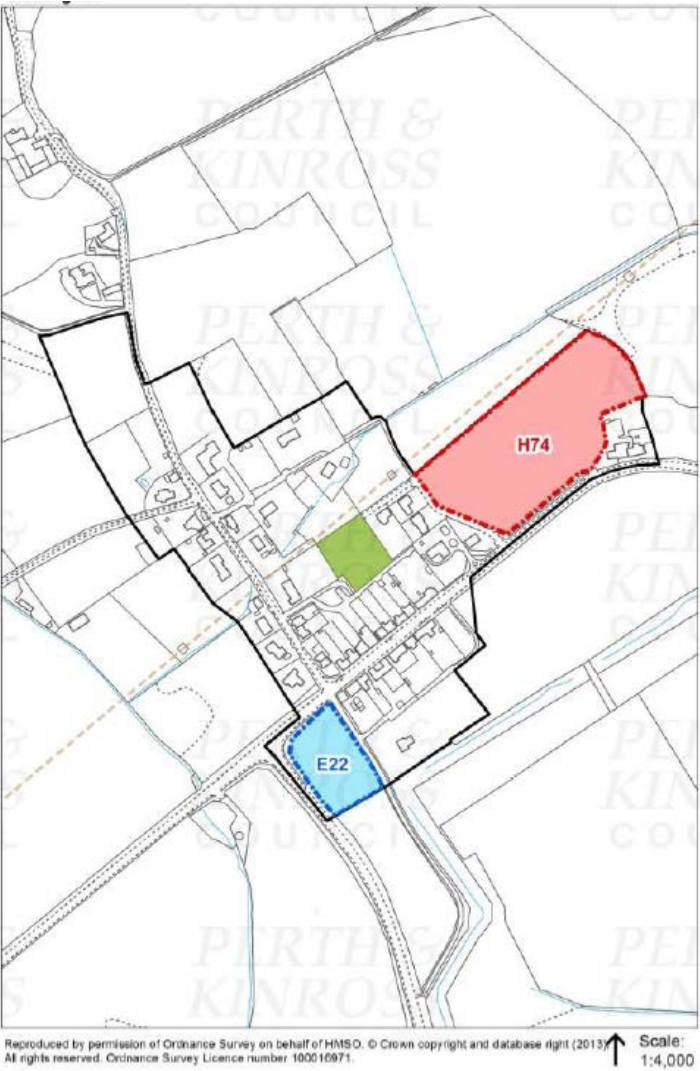 PERTH &
KINROSS
COUNCIL
H74
E22
Reproduced by permission of Ordnance Survey on behalf of HMSO. © Crown copyright and database right (2013)
All rights reserved. Ordnance Survey Licence number 100016971.
Scale:
1:4,000